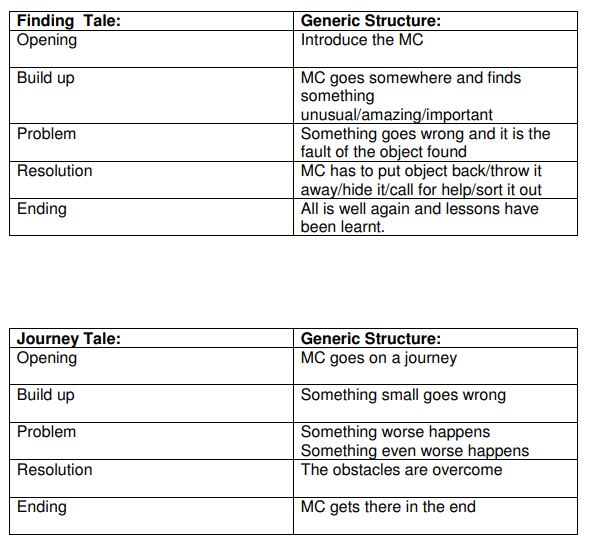 Finding  Tale: Generic Structure:
Opening Introduce the MC
Build up MC goes somewhere and finds
something
unusual/amazing/important
Problem Something goes wrong and it is the
fault of the object found
Resolution MC has to put object back/throw it
away/hide it/call for help/sort it out
Ending All is well again and lessons have
been learnt.
Journey Tale: Generic Structure:
Opening MC goes on a journey
Build up Something small goes wrong
Problem Something worse happens
Something even worse happens
Resolution The obstacles are overcome
Ending MC gets there in the end